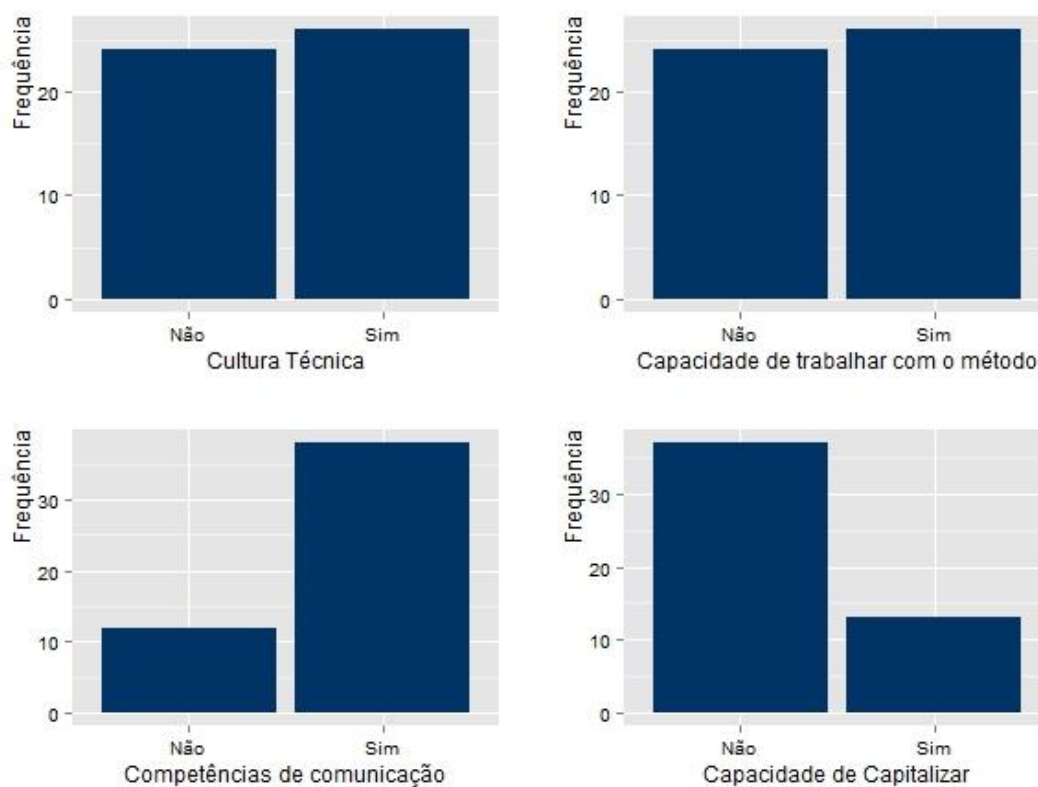 Frequência
20
10
0
Não Sim
Cultura Técnica
Frequência
20
10
0
Não Sim
Capacidade de trabalhar com o método
Frequência
30
20
10
0
Não Sim
Competências de comunicação
Frequência
30
20
10
0
Não Sim
Capacidade de Capitalizar